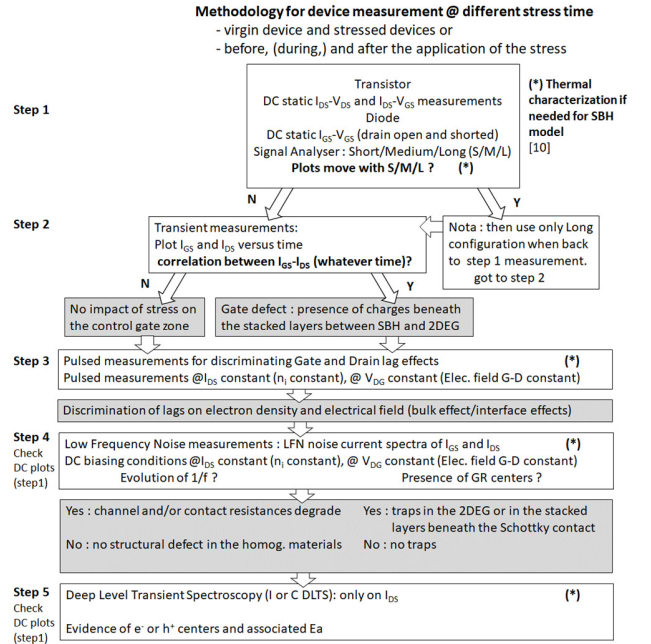 Methodology for device measurement @ different stress time
- virgin device and stressed devices or
- before, (during,) and after the application of the stress
Step 1
Transistor
DC static IDS-VDS and IDS-VGS measurements
Diode
DC static IGS-VGS (drain open and shorted)
Signal Analyser : Short/Medium/Long (S/M/L)
Plots move with S/M/L ? (*)
(*) Thermal
characterization if
needed for SBH
model
[10]
N
Y
Step 2
Transient measurements:
Plot IGS and IDS versus time
correlation between IGS-IDS (whatever time)?
Nota : then use only Long
configuration when back
to step 1 measurement.
got to step 2
N
Y
No impact of stress on
the control gate zone
Gate defect : presence of charges beneath
the stacked layers between SBH and 2DEG
Step 3
Pulsed measurements for discriminating Gate and Drain lag effects (*)
Pulsed measurements @IDS constant (ni constant), @ VDG constant (Elec. field G-D constant)
Discrimination of lags on electron density and electrical field (bulk effect/interface effects)
Step 4
Check
DC plots
(step1)
Low Frequency Noise measurements : LFN noise current spectra of IGS and IDS (*)
DC biasing conditions @IDS constant (ni constant), @ VDG constant (Elec. field G-D constant)
Evolution of 1/f ? Presence of GR centers ?
Yes : channel and/or contact resistances degrade
No : no structural defect in the homog. materials
Yes : traps in the 2DEG or in the stacked
layers beneath the Schottky contact
No : no traps
Step 5
Check
DC plots
(step1)
Deep Level Transient Spectroscopy (I or C DLTS): only on IDS (*)
Evidence of e- or h+ centers and associated Ea